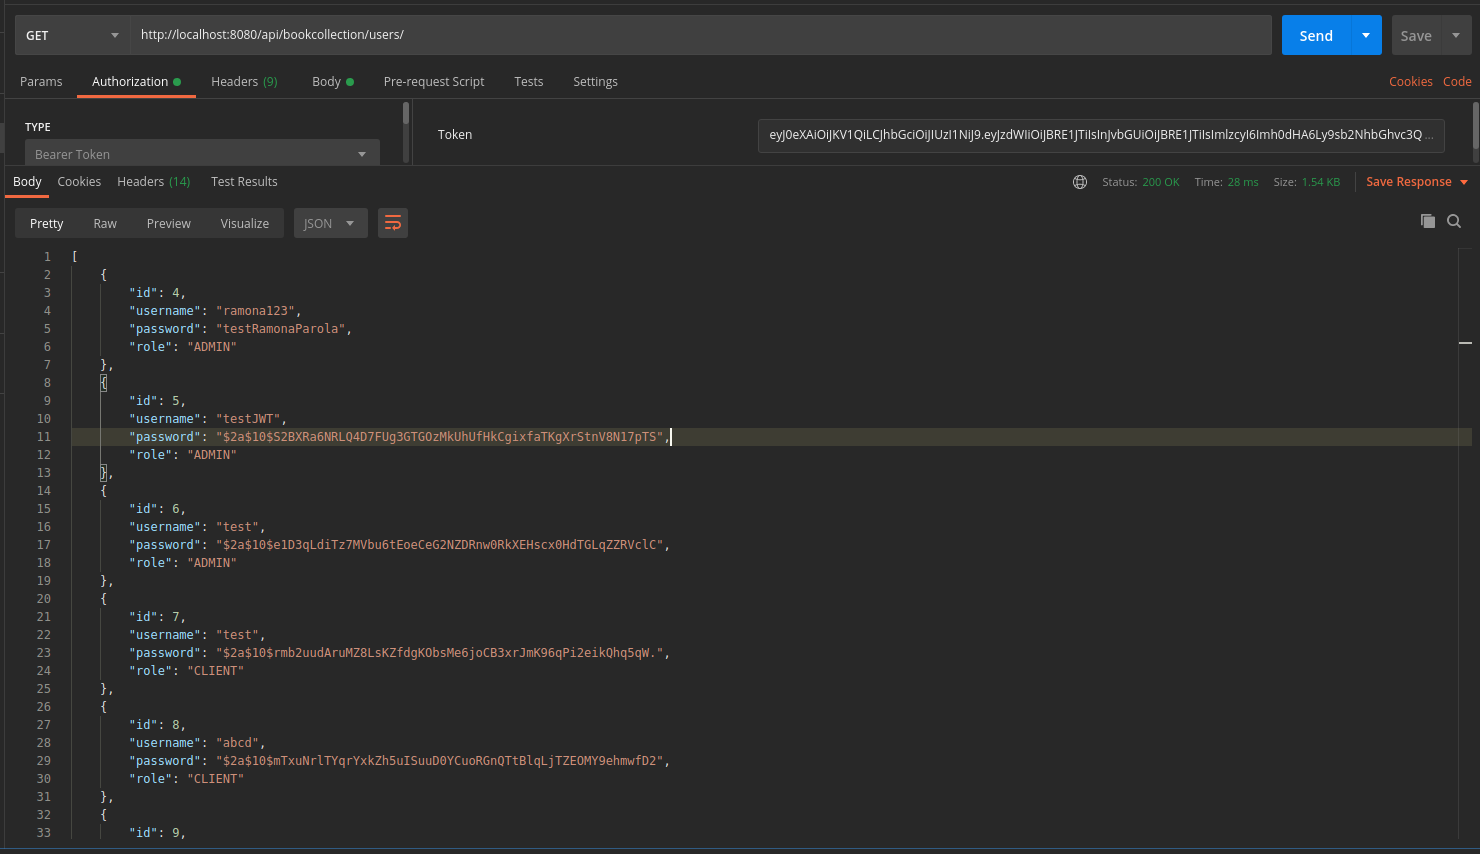 GET http://localhost:8080/api/bookcollection/users/ Send Save
Params Authorization Headers (9) Body Pre-request Script Tests Settings Cookies Code
TYPE
Bearer Token
Token eyJ0eXAiOiJKV1QiLCJhbGciOiJIUzI1NiJ9.eyJzdWIiOiJBRE1JTiIsInJvbGUiOiJBRE1JTiIsImlzcyI6Imh0dHA6Ly9sb2NhbGhvc3Q ...
Body Cookies Headers (14) Test Results Status: 200 OK Time: 28 ms Size: 1.54 KB Save Response
Pretty Raw Preview Visualize JSON
1 [
2 {
3 "id": 4,
4 "username": "ramona123",
5 "password": "testRamonaParola",
6 "role": "ADMIN"
7 },
8 {
9 "id": 5,
10 "username": "testJWT",
11 "password": "$2a$10$S2BXRa6NRLQ4D7FUg3GTGOzMkUhUfHkCgixfaTKgXrStnV8N17pTS",
12 "role": "ADMIN"
13 },
14 {
15 "id": 6,
16 "username": "test",
17 "password": "$2a$10$e1D3qLdiTz7MVbu6tEoeCeG2NZDRnw0RkXEHscx0HdTGLqZZRVclC",
18 "role": "ADMIN"
19 },
20 {
21 "id": 7,
22 "username": "test",
23 "password": "$2a$10$rmb2uudAruMZ8LsKZfdgKObsMe6joCB3xrJmK96qPi2eikQhq5qW.",
24 "role": "CLIENT"
25 },
26 {
27 "id": 8,
28 "username": "abcd",
29 "password": "$2a$10$mTxuNrlTYqrYxkZh5uISuuD0YCuoRGnQTtBlqLjTZEOMY9ehmwfD2",
30 "role": "CLIENT"
31 },
32 {
33 "id": 9,